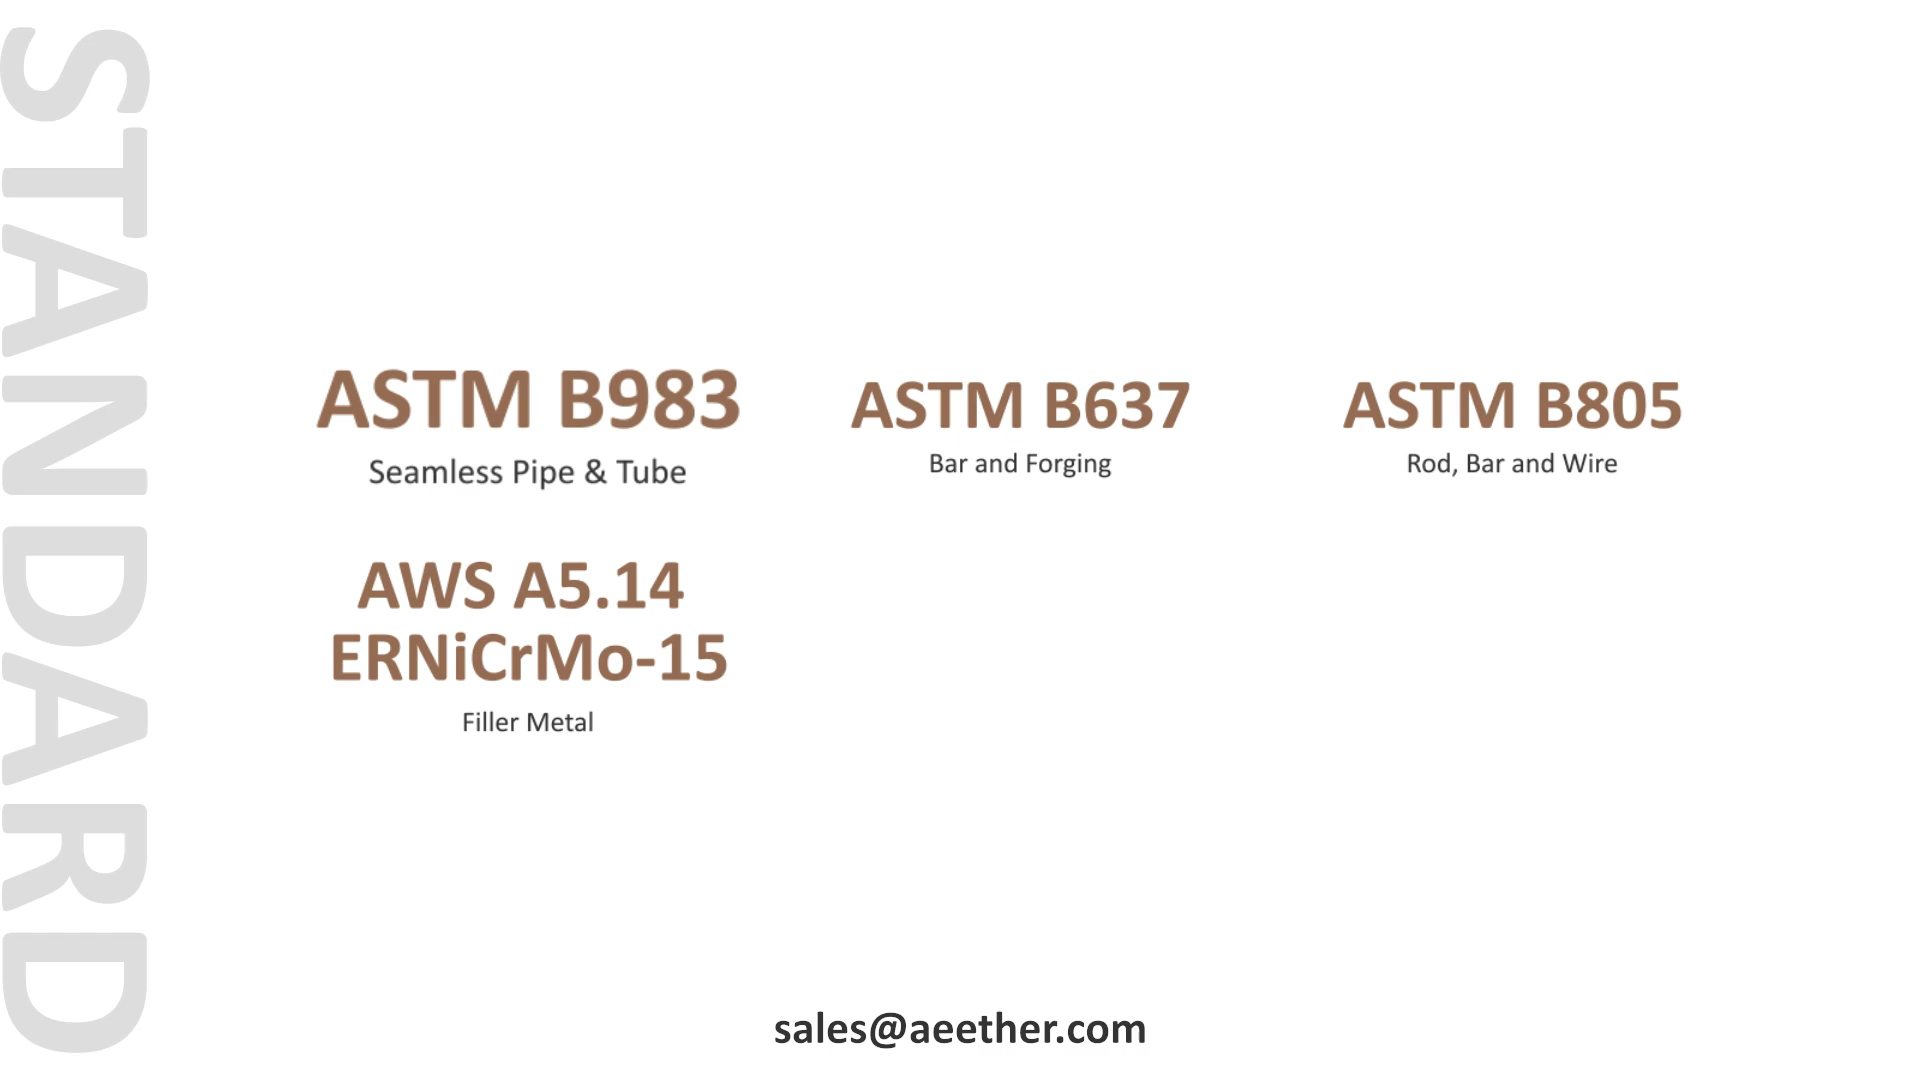 STANDARD
ASTM B983
Seamless Pipe & Tube
ASTM B637
Bar and Forging
ASTM B805
Rod, Bar and Wire
AWS A5.14
ERNiCrMo-15
Filler Metal
sales@aeether.com